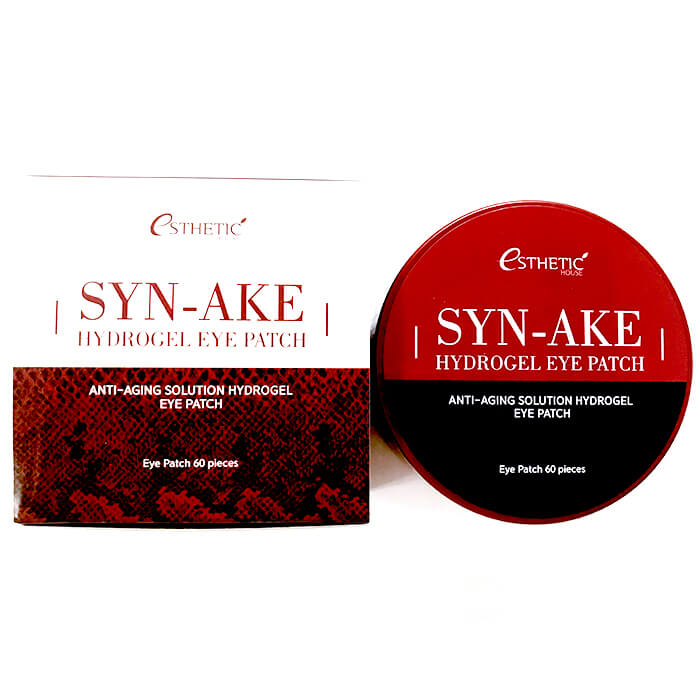 eSTHETIC
SYN-AKE
HYDROGEL EYE PATCH
ANTI-AGING SOLUTION HYDROGEL
EYE PATCH
Eye Patch 60 pieces
eSTHETIC
HOUSE
SYN-AKE
HYDROGEL EYE PATCH
ANTI-AGING SOLUTION HYDROGEL
EYE PATCH
Eye Patch 60 pieces